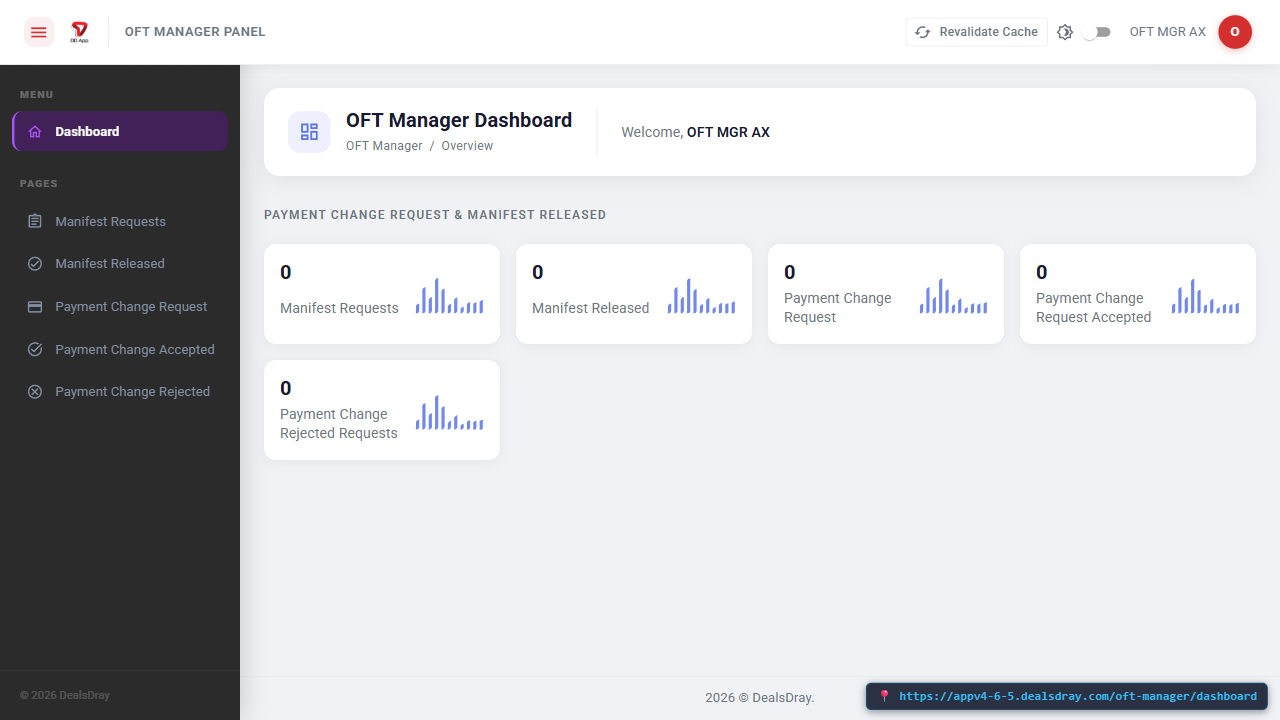 DD App
OFT MANAGER PANEL
Revalidate Cache
OFT MGR AX
O
MENU
Dashboard
PAGES
Manifest Requests
Manifest Released
Payment Change Request
Payment Change Accepted
Payment Change Rejected
© 2026 DealsDray
OFT Manager Dashboard
OFT Manager / Overview
Welcome, OFT MGR AX
PAYMENT CHANGE REQUEST & MANIFEST RELEASED
0
Manifest Requests
0
Manifest Released
0
Payment Change
Request
0
Payment Change
Request Accepted
0
Payment Change
Rejected Requests
2026 © DealsDray.
https://appv4-6-5.dealsdray.com/oft-manager/dashboard